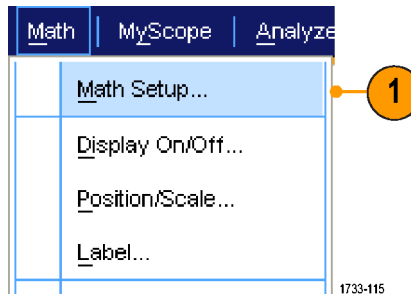 Math | MyScope | Analyze
Math Setup...
1
Display On/Off...
Position/Scale...
Label...
1733-115